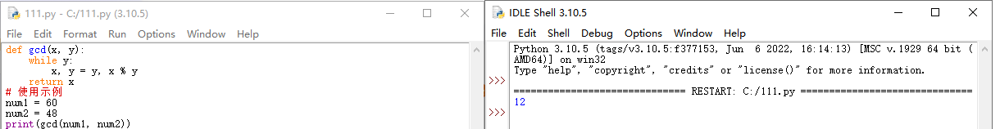 111.py - C:/111.py (3.10.5)
File Edit Format Run Options Window Help
def gcd(x, y):
    while y:
        x, y = y, x % y
    return x
# 使用示例
num1 = 60
num2 = 48
print(gcd(num1, num2))
IDLE Shell 3.10.5
File Edit Shell Debug Options Window Help
Python 3.10.5 (tags/v3.10.5:f377153, Jun  6 2022, 16:14:13) [MSC v.1929 64 bit (
AMD64)] on win32
Type "help", "copyright", "credits" or "license()" for more information.
>>>
============================== RESTART: C:/111.py ==============================
12
>>>